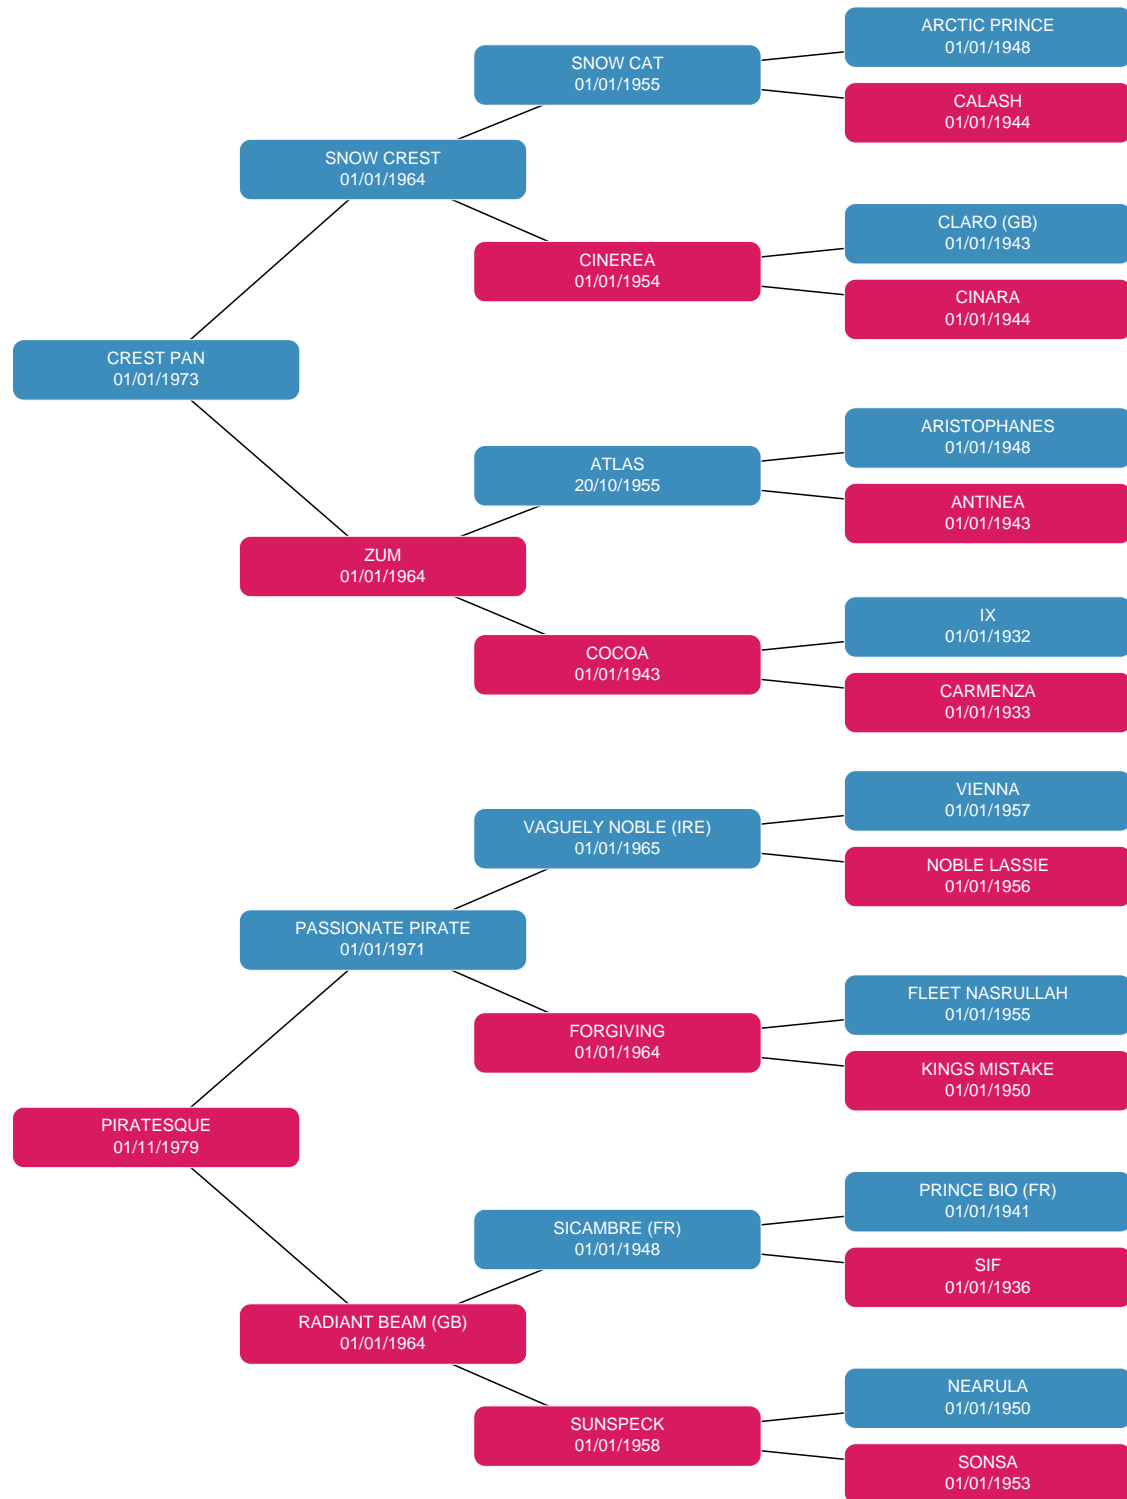 ARCTIC PRINCE
01/01/1948
SNOW CAT
01/01/1955
CALASH
01/01/1944
SNOW CREST
01/01/1964
CLARO (GB)
01/01/1943
CINEREA
01/01/1954
CINARA
01/01/1944
CREST PAN
01/01/1973
ARISTOPHANES
01/01/1948
ATLAS
20/10/1955
ANTINEA
01/01/1943
ZUM
01/01/1964
IX
01/01/1932
COCOA
01/01/1943
CARMENZA
01/01/1933
VIENNA
01/01/1957
VAGUELY NOBLE (IRE)
01/01/1965
NOBLE LASSIE
01/01/1956
PASSIONATE PIRATE
01/01/1971
FLEET NASRULLAH
01/01/1955
FORGIVING
01/01/1964
KINGS MISTAKE
01/01/1950
PIRATESQUE
01/11/1979
PRINCE BIO (FR)
01/01/1941
SICAMBRE (FR)
01/01/1948
SIF
01/01/1936
RADIANT BEAM (GB)
01/01/1964
NEARULA
01/01/1950
SUNSPECK
01/01/1958
SONSA
01/01/1953